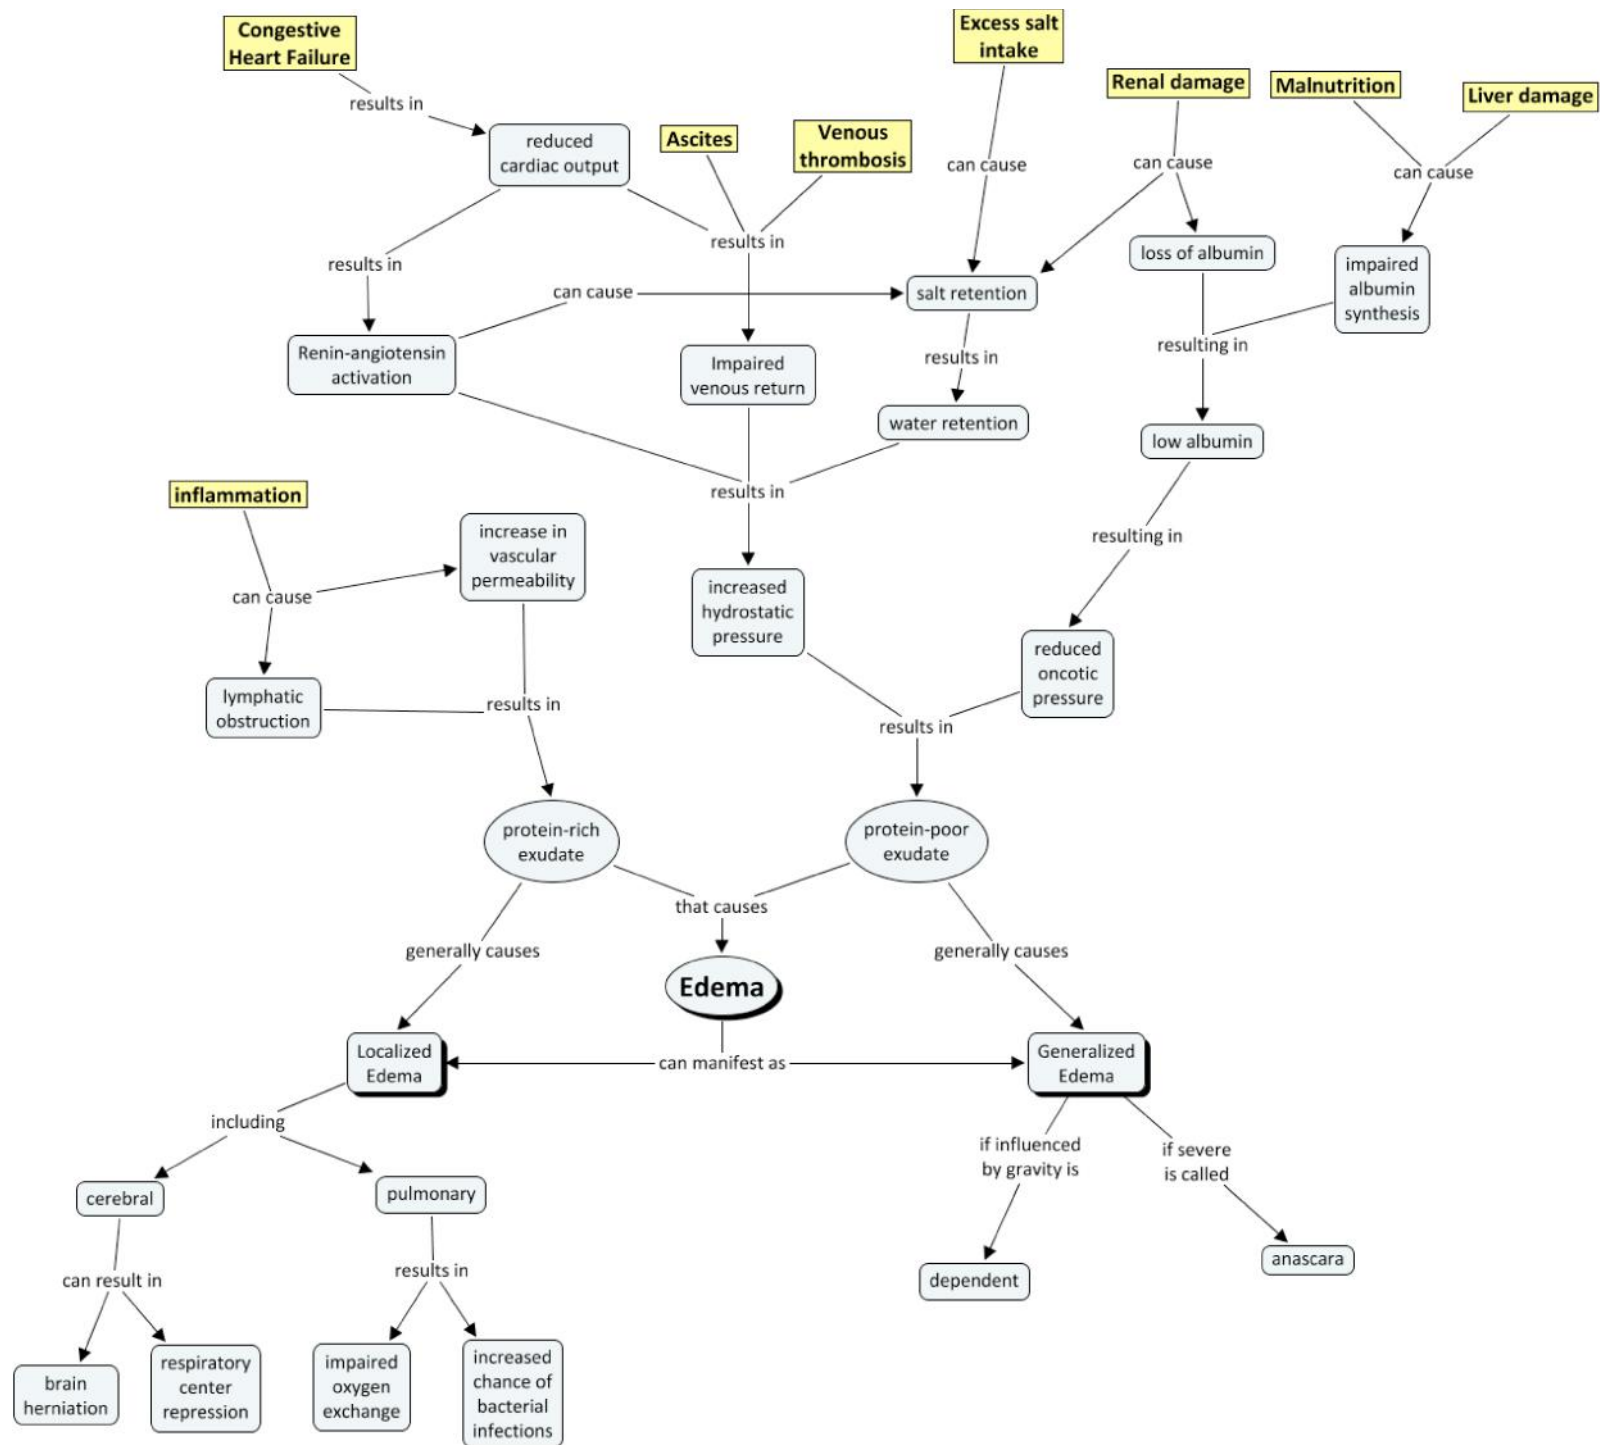 Congestive
Heart Failure
Excess salt
intake
Renal damage
Malnutrition
Liver damage
results in
reduced
cardiac output
Ascites
Venous
thrombosis
can cause
can cause
can cause
results in
results in
loss of albumin
impaired
albumin
synthesis
can cause
salt retention
Renin-angiotensin
activation
Impaired
venous return
results in
resulting in
water retention
low albumin
results in
inflammation
increase in
vascular
permeability
resulting in
can cause
increased
hydrostatic
pressure
reduced
oncotic
pressure
lymphatic
obstruction
results in
results in
protein-rich
exudate
protein-poor
exudate
that causes
generally causes
generally causes
Edema
Localized
Edema
can manifest as
Generalized
Edema
including
if influenced
by gravity is
if severe
is called
cerebral
pulmonary
can result in
results in
dependent
anascara
brain
herniation
respiratory
center
repression
impaired
oxygen
exchange
increased
chance of
bacterial
infections